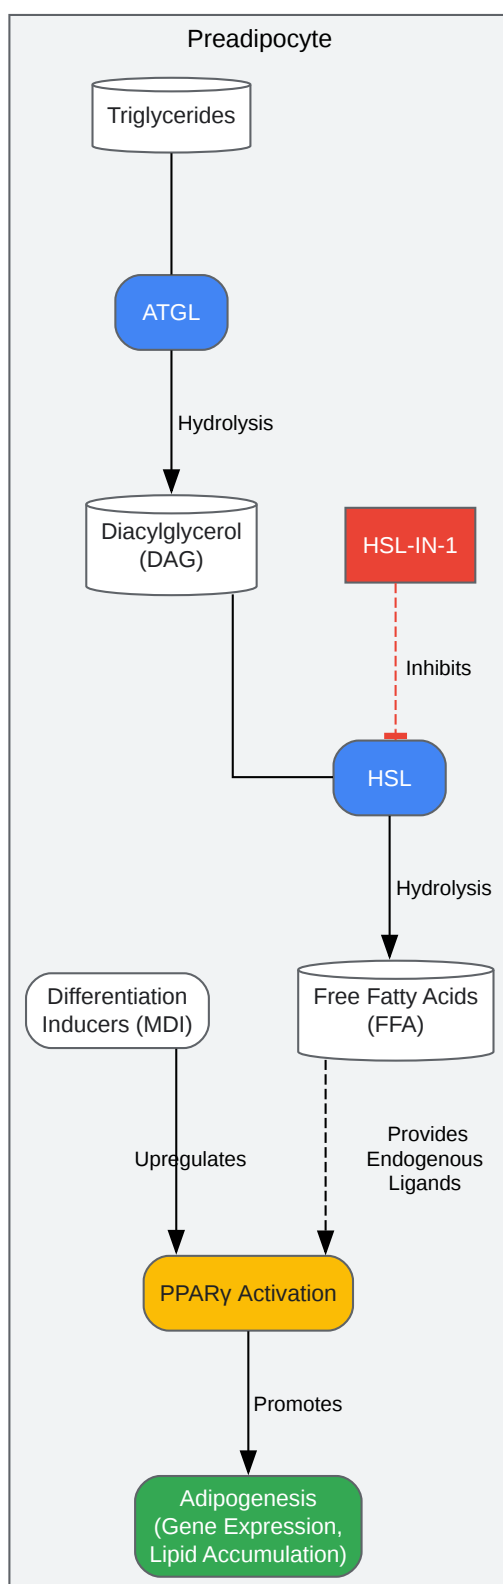 Preadipocyte
Triglycerides
ATGL
Hydrolysis
Diacylglycerol
(DAG)
HSL-IN-1
Inhibits
HSL
Hydrolysis
Differentiation
Inducers (MDI)
Free Fatty Acids
(FFA)
Upregulates
Provides
Endogenous
Ligands
PPARγ Activation
Promotes
Adipogenesis
(Gene Expression,
Lipid Accumulation)